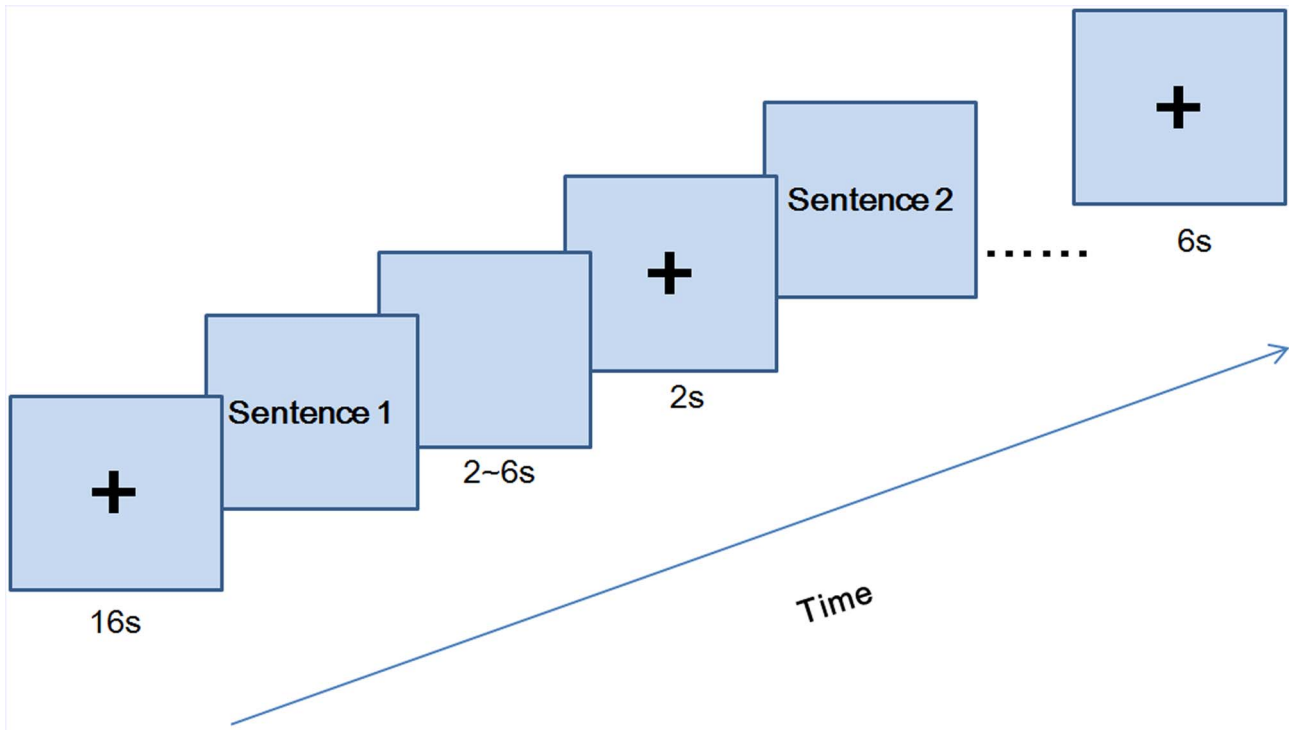 +
16s
Sentence 1
2~6s
+
2s
Sentence 2
......
+
6s
Time